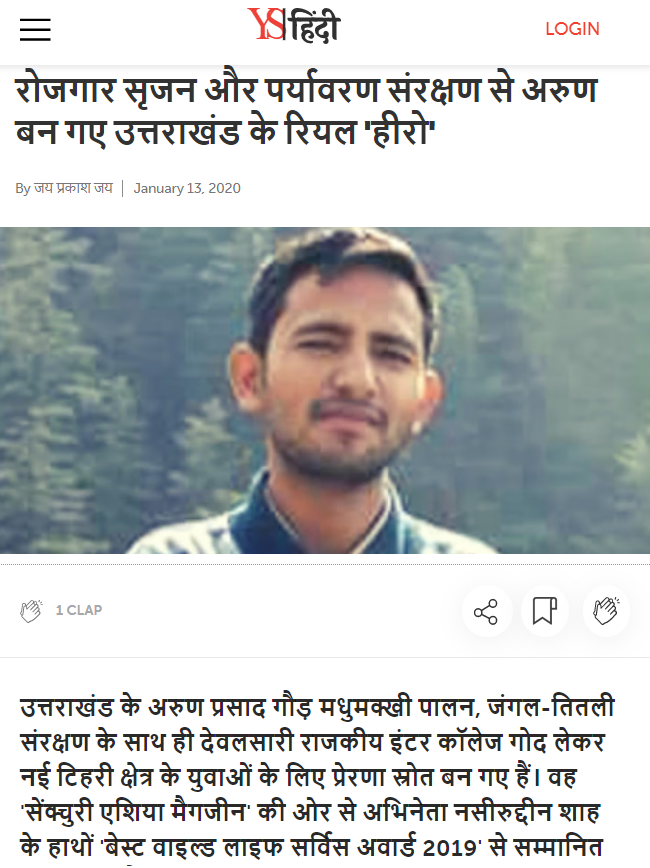 YS हिंदी
LOGIN
रोजगार सृजन और पर्यावरण संरक्षण से अरुण
बन गए उत्तराखंड के रियल 'हीरो'
By जय प्रकाश जय | January 13, 2020
1 CLAP
उत्तराखंड के अरुण प्रसाद गौड़ मधुमक्खी पालन, जंगल-तितली
संरक्षण के साथ ही देवलसारी राजकीय इंटर कॉलेज गोद लेकर
नई टिहरी क्षेत्र के युवाओं के लिए प्रेरणा स्रोत बन गए हैं। वह
'सेंक्चुरी एशिया मैगजीन' की ओर से अभिनेता नसीरुद्दीन शाह
के हाथों 'बेस्ट वाइल्ड लाइफ सर्विस अवार्ड 2019' से सम्मानित